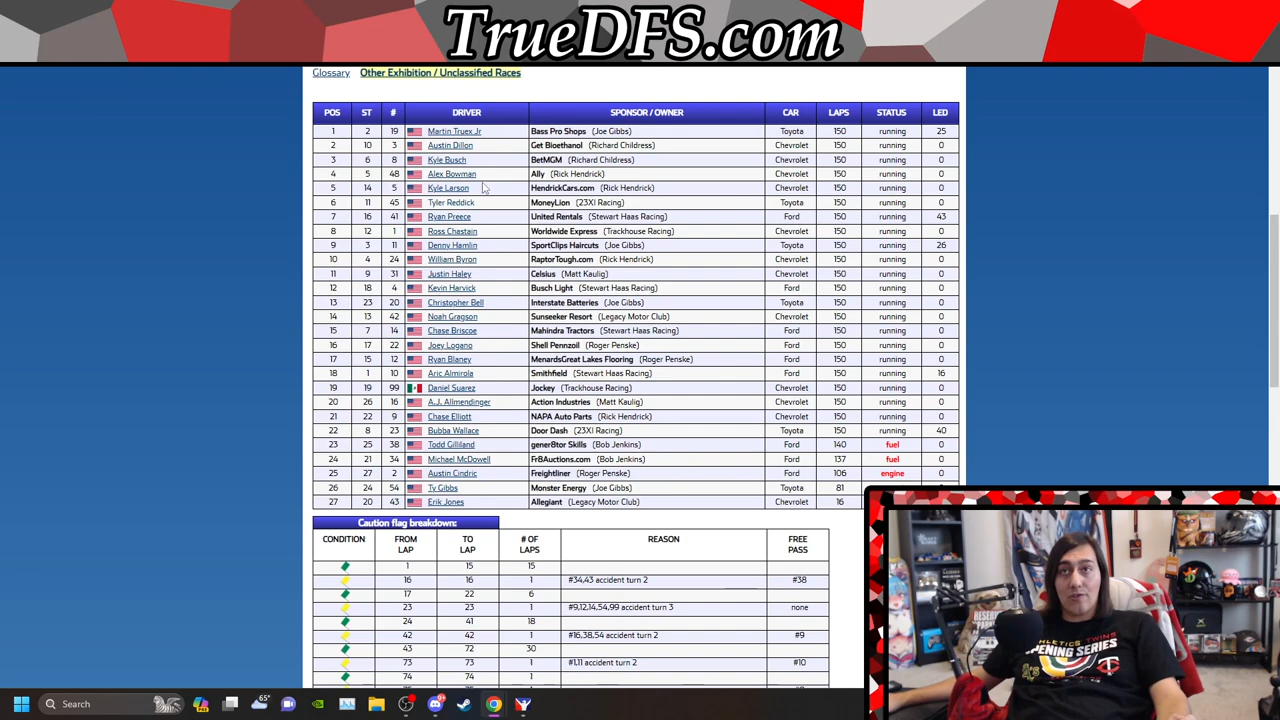 TrueDFS.com
Glossary Other Exhibition / Unclassified Races
POS ST # DRIVER SPONSOR / OWNER CAR LAPS STATUS LED
1 2 19 Martin Truex Jr Bass Pro Shops (Joe Gibbs) Toyota 150 running 25
2 10 3 Austin Dillon Get Bioethanol (Richard Childress) Chevrolet 150 running 0
3 6 8 Kyle Busch BetMGM (Richard Childress) Chevrolet 150 running 0
4 5 48 Alex Bowman Ally (Rick Hendrick) Chevrolet 150 running 0
5 14 5 Kyle Larson HendrickCars.com (Rick Hendrick) Chevrolet 150 running 0
6 11 45 Tyler Reddick MoneyLion (23XI Racing) Toyota 150 running 0
7 16 41 Ryan Preece United Rentals (Stewart Haas Racing) Ford 150 running 43
8 12 1 Ross Chastain Worldwide Express (Trackhouse Racing) Chevrolet 150 running 0
9 3 11 Denny Hamlin SportClips Haircuts (Joe Gibbs) Toyota 150 running 26
10 4 24 William Byron RaptorTough.com (Rick Hendrick) Chevrolet 150 running 0
11 9 31 Justin Haley Celsius (Matt Kaulig) Chevrolet 150 running 0
12 18 4 Kevin Harvick Busch Light (Stewart Haas Racing) Ford 150 running 0
13 23 20 Christopher Bell Interstate Batteries (Joe Gibbs) Toyota 150 running 0
14 13 42 Noah Gragson Sunseeker Resort (Legacy Motor Club) Chevrolet 150 running 0
15 7 14 Chase Briscoe Mahindra Tractors (Stewart Haas Racing) Ford 150 running 0
16 17 22 Joey Logano Shell Pennzoil (Roger Penske) Ford 150 running 0
17 15 12 Ryan Blaney MenardsGreat Lakes Flooring (Roger Penske) Ford 150 running 0
18 1 10 Aric Almirola Smithfield (Stewart Haas Racing) Ford 150 running 16
19 19 99 Daniel Suarez Jockey (Trackhouse Racing) Chevrolet 150 running 0
20 26 16 A.J. Allmendinger Action Industries (Matt Kaulig) Chevrolet 150 running 0
21 22 9 Chase Elliott NAPA Auto Parts (Rick Hendrick) Chevrolet 150 running 0
22 8 23 Bubba Wallace Door Dash (23XI Racing) Toyota 150 running 40
23 25 38 Todd Gilliland gener8tor Skills (Bob Jenkins) Ford 140 fuel 0
24 21 34 Michael McDowell Fr8Auctions.com (Bob Jenkins) Ford 137 fuel 0
25 27 2 Austin Cindric Freightliner (Roger Penske) Ford 106 engine 0
26 24 54 Ty Gibbs Monster Energy (Joe Gibbs) Toyota 81
27 20 43 Erik Jones Allegiant (Legacy Motor Club) Chevrolet 16
Caution flag breakdown:
CONDITION FROM LAP TO LAP # OF LAPS REASON FREE PASS
1 15 15
16 16 1 #34,43 accident turn 2 #38
17 22 6
23 23 1 #9,12,14,54,99 accident turn 3 none
24 41 18
42 42 1 #16,38,54 accident turn 2 #9
43 72 30
73 73 1 #1,11 accident turn 2 #10
74 74 1
HLETICS TWINS
OPENING SERIES
Search
65°